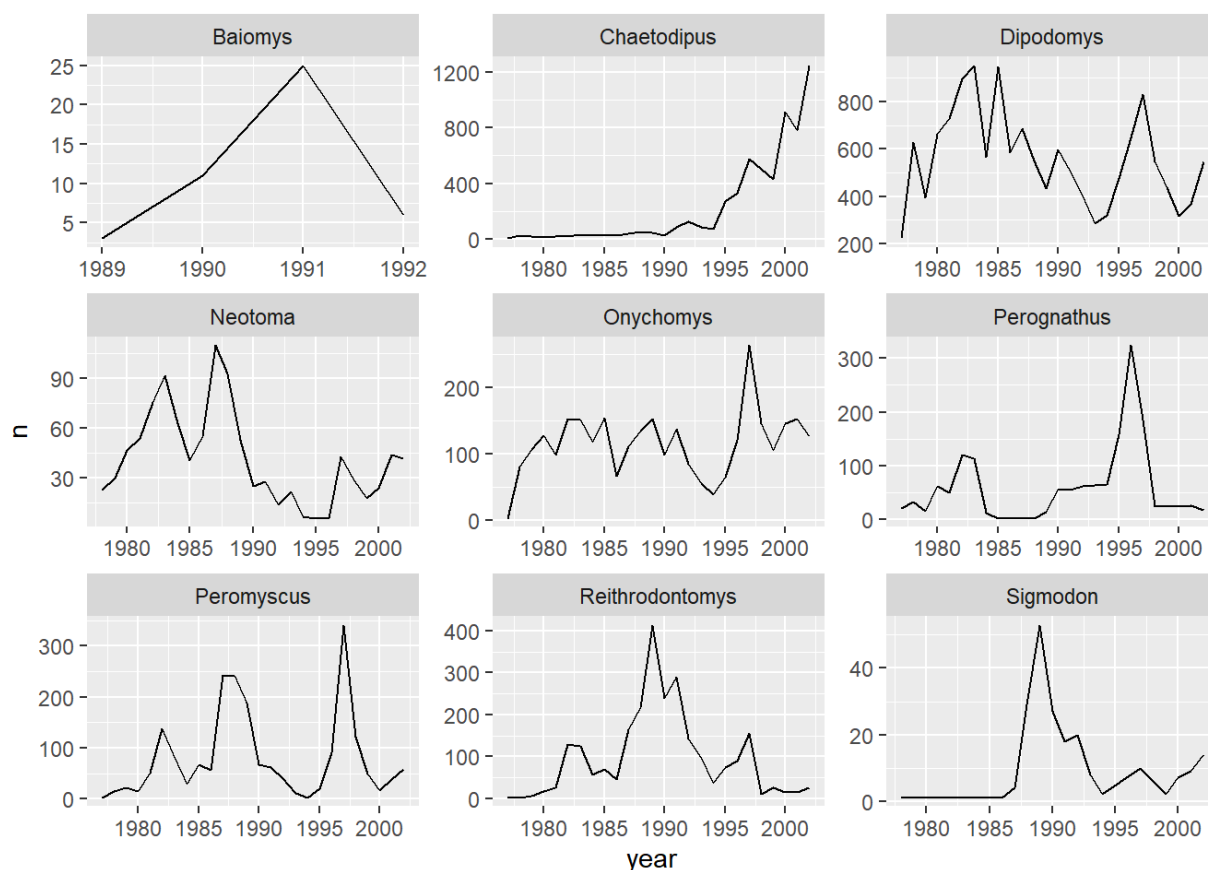 Baiomys Chaetodipus Dipodomys
25
20
15
10
5
1989 1990 1991 1992
1200
800
400
0
1980 1985 1990 1995 2000
800
600
400
200
1980 1985 1990 1995 2000
Neotoma Onychomys Perognathus
90
60
30
1980 1985 1990 1995 2000
200
100
0
1980 1985 1990 1995 2000
300
200
100
0
1980 1985 1990 1995 2000
n
Peromyscus Reithrodontomys Sigmodon
300
200
100
0
1980 1985 1990 1995 2000
400
300
200
100
0
1980 1985 1990 1995 2000
40
20
0
1980 1985 1990 1995 2000
year